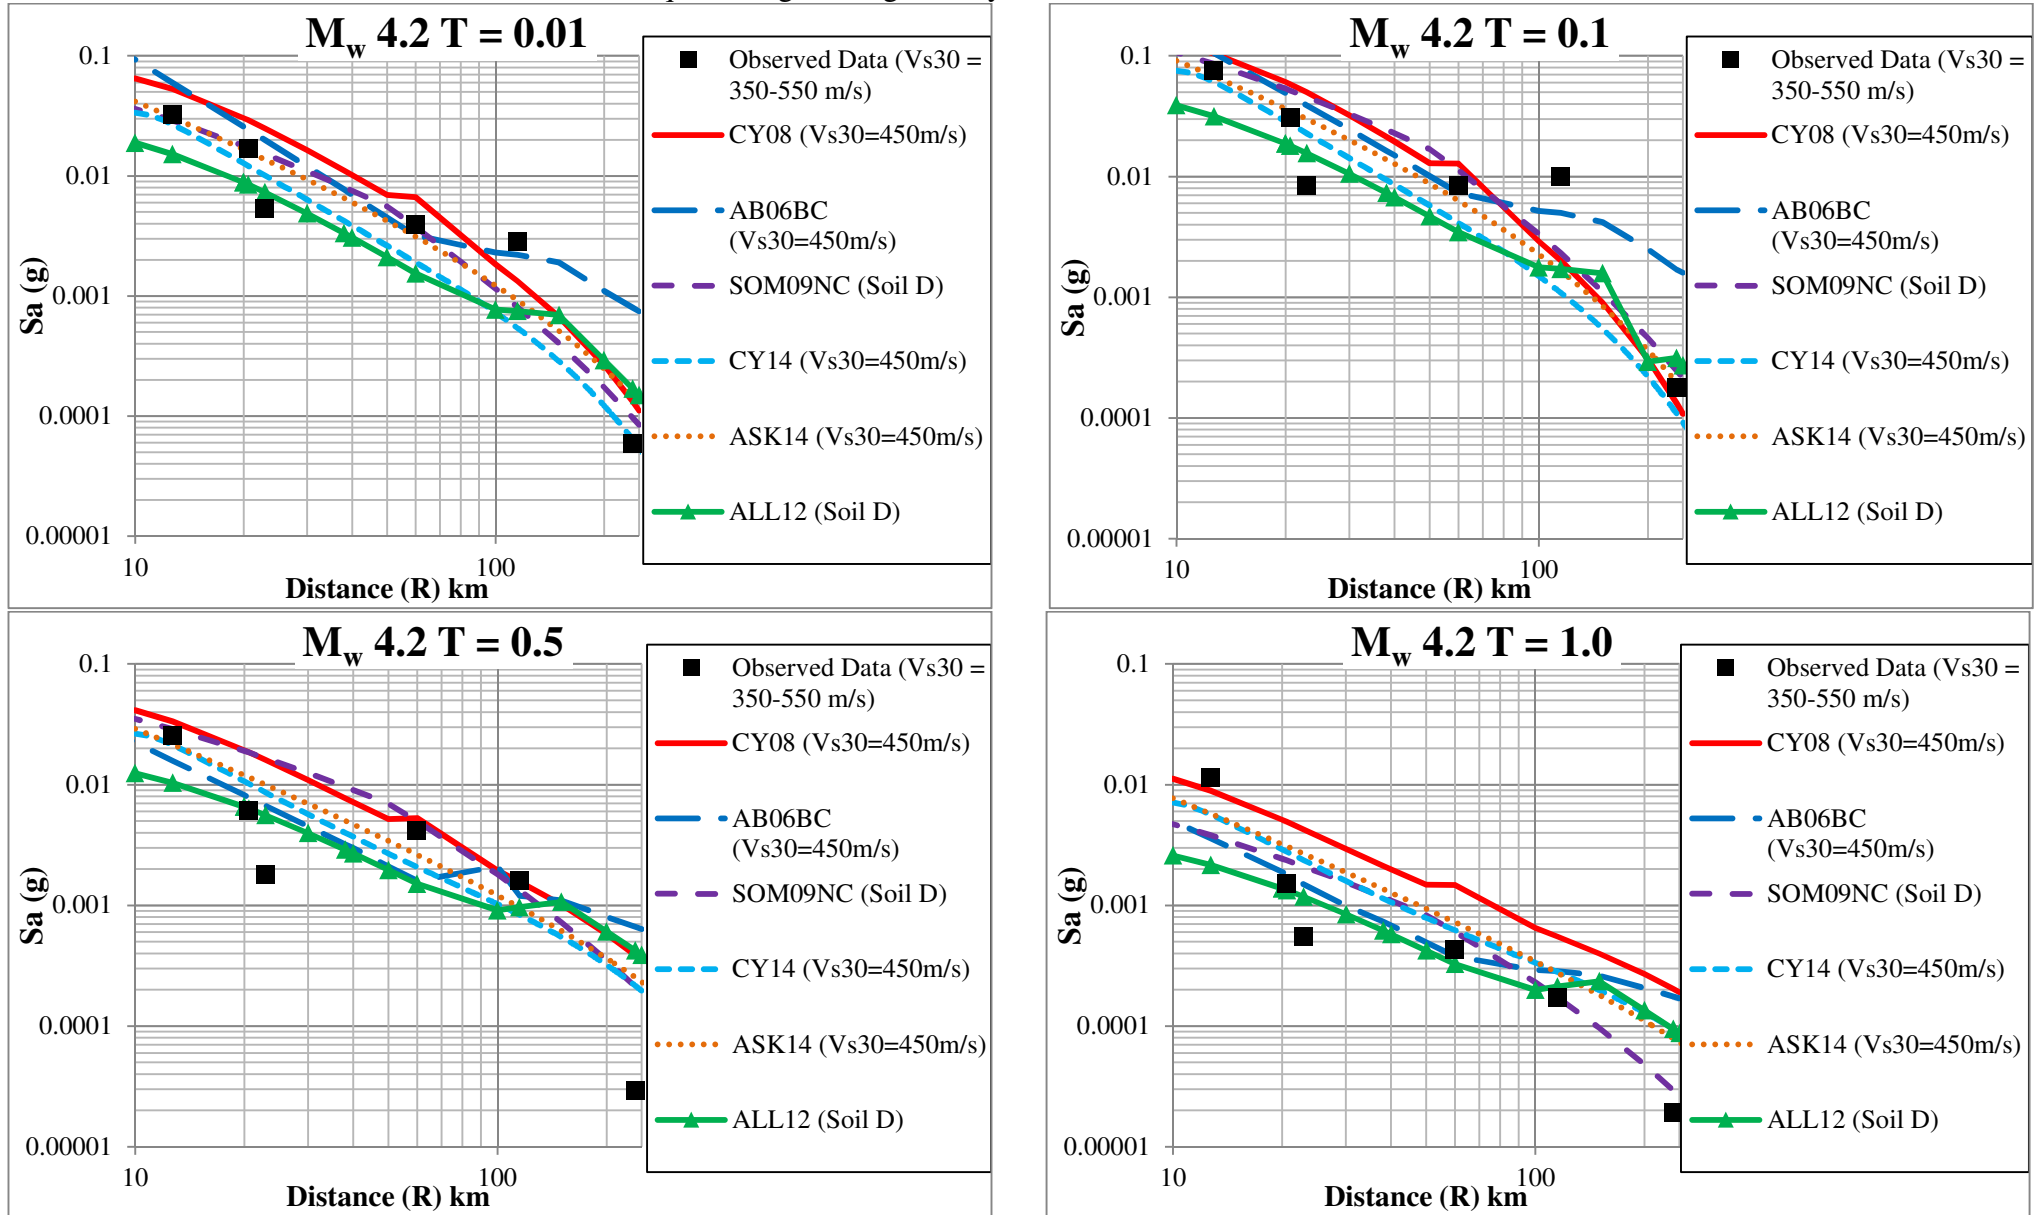 M_w 4.2 T = 0.01
0.1
0.01
0.001
0.0001
0.00001
Sa (g)
10
100
Distance (R) km
Observed Data (Vs30 =
350-550 m/s)
CY08 (Vs30=450m/s)
AB06BC
(Vs30=450m/s)
SOM09NC (Soil D)
CY14 (Vs30=450m/s)
ASK14 (Vs30=450m/s)
ALL12 (Soil D)
M_w 4.2 T = 0.1
0.1
0.01
0.001
0.0001
0.00001
Sa (g)
10
100
Distance (R) km
Observed Data (Vs30 =
350-550 m/s)
CY08 (Vs30=450m/s)
AB06BC
(Vs30=450m/s)
SOM09NC (Soil D)
CY14 (Vs30=450m/s)
ASK14 (Vs30=450m/s)
ALL12 (Soil D)
M_w 4.2 T = 0.5
0.1
0.01
0.001
0.0001
0.00001
Sa (g)
10
100
Distance (R) km
Observed Data (Vs30 =
350-550 m/s)
CY08 (Vs30=450m/s)
AB06BC
(Vs30=450m/s)
SOM09NC (Soil D)
CY14 (Vs30=450m/s)
ASK14 (Vs30=450m/s)
ALL12 (Soil D)
M_w 4.2 T = 1.0
0.1
0.01
0.001
0.0001
0.00001
Sa (g)
10
100
Distance (R) km
Observed Data (Vs30 =
350-550 m/s)
CY08 (Vs30=450m/s)
AB06BC
(Vs30=450m/s)
SOM09NC (Soil D)
CY14 (Vs30=450m/s)
ASK14 (Vs30=450m/s)
ALL12 (Soil D)